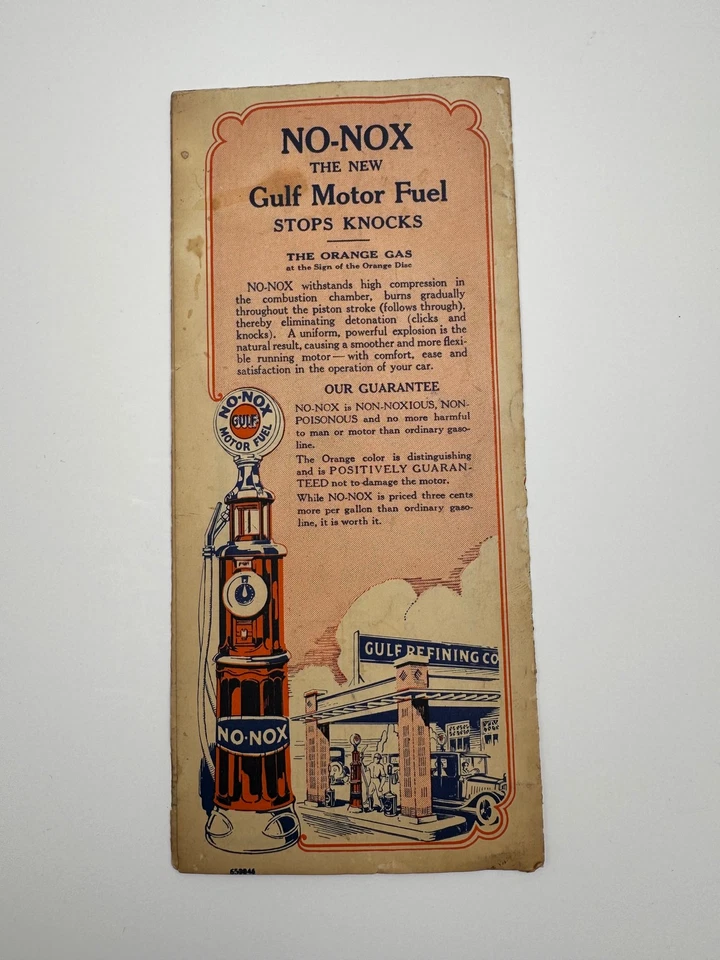 NO-NOX
THE NEW
Gulf Motor Fuel
STOPS KNOCKS
THE ORANGE GAS
at the Sign of the Orange Disc
NO-NOX withstands high compression in
the combustion chamber, burns gradually
throughout the piston stroke (follows through),
thereby eliminating detonation (clicks and
knocks). A uniform, powerful explosion is the
natural result, causing a smoother and more flexi-
ble running motor — with comfort, ease and
satisfaction in the operation of your car.
OUR GUARANTEE
NO-NOX is NON-NOXIOUS, NON-
POISONOUS and no more harmful
to man or motor than ordinary gaso-
line.
The Orange color is distinguishing
and is POSITIVELY GUARAN-
TEED not to damage the motor.
While NO-NOX is priced three cents
more per gallon than ordinary gaso-
line, it is worth it.
NO-NOX
GULF
MOTOR FUEL
NO-NOX
GULF REFINING CO